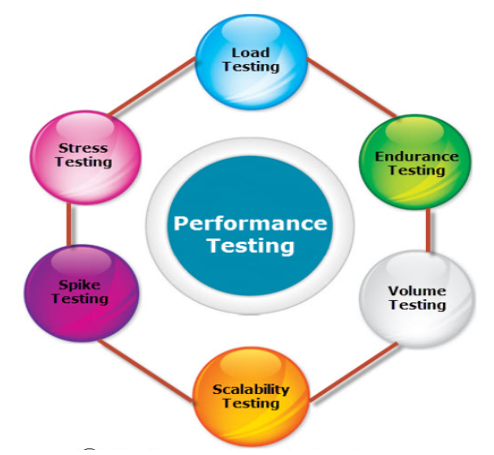 Load
Testing
Stress
Testing
Endurance
Testing
Performance
Testing
Spike
Testing
Volume
Testing
Scalability
Testing